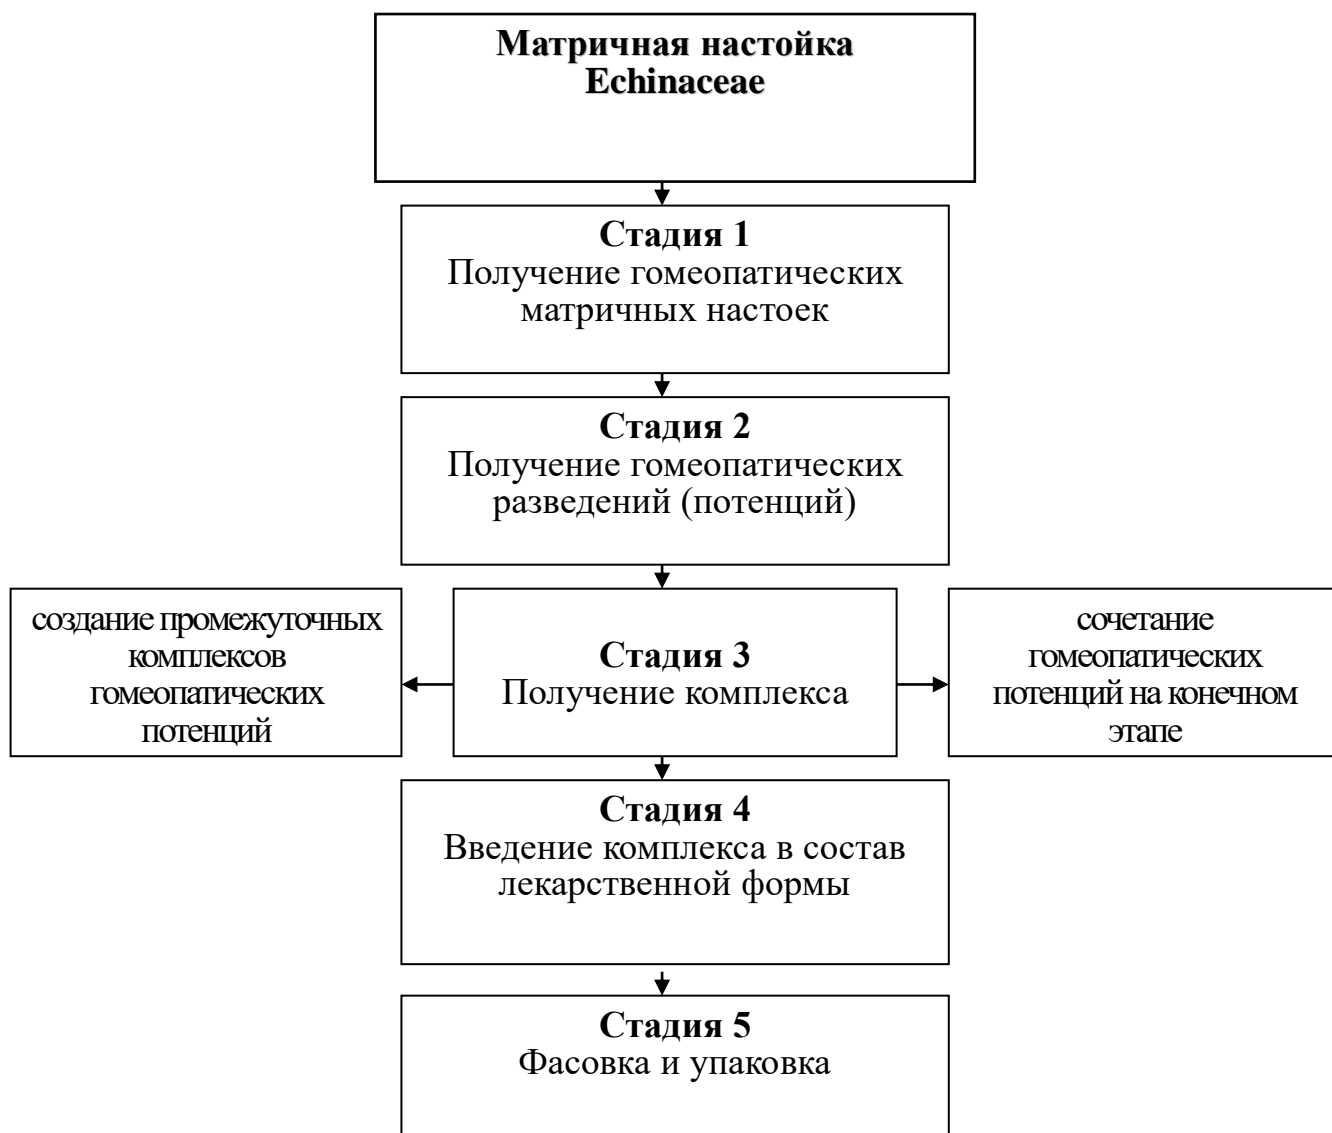 Матричная настойка
Echinaceae
Стадия 1
Получение гомеопатических
матричных настоек
Стадия 2
Получение гомеопатических
разведений (потенций)
создание промежуточных
комплексов
гомеопатических
потенций
Стадия 3
Получение комплекса
сочетание
гомеопатических
потенций на конечном
этапе
Стадия 4
Введение комплекса в состав
лекарственной формы
Стадия 5
Фасовка и упаковка